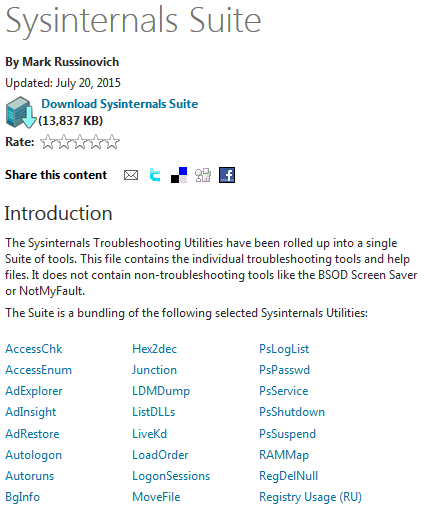 Sysinternals Suite
By Mark Russinovich
Updated: July 20, 2015
Download Sysinternals Suite
(13,837 KB)
Rate:
Share this content
Introduction
The Sysinternals Troubleshooting Utilities have been rolled up into a single
Suite of tools. This file contains the individual troubleshooting tools and help
files. It does not contain non-troubleshooting tools like the BSOD Screen Saver
or NotMyFault.
The Suite is a bundling of the following selected Sysinternals Utilities:
AccessChk Hex2dec PsLogList
AccessEnum Junction PsPasswd
AdExplorer LDMDump PsService
AdInsight ListDLLs PsShutdown
AdRestore LiveKd PsSuspend
Autologon LoadOrder RAMMap
Autoruns LogonSessions RegDelNull
BgInfo MoveFile Registry Usage (RU)